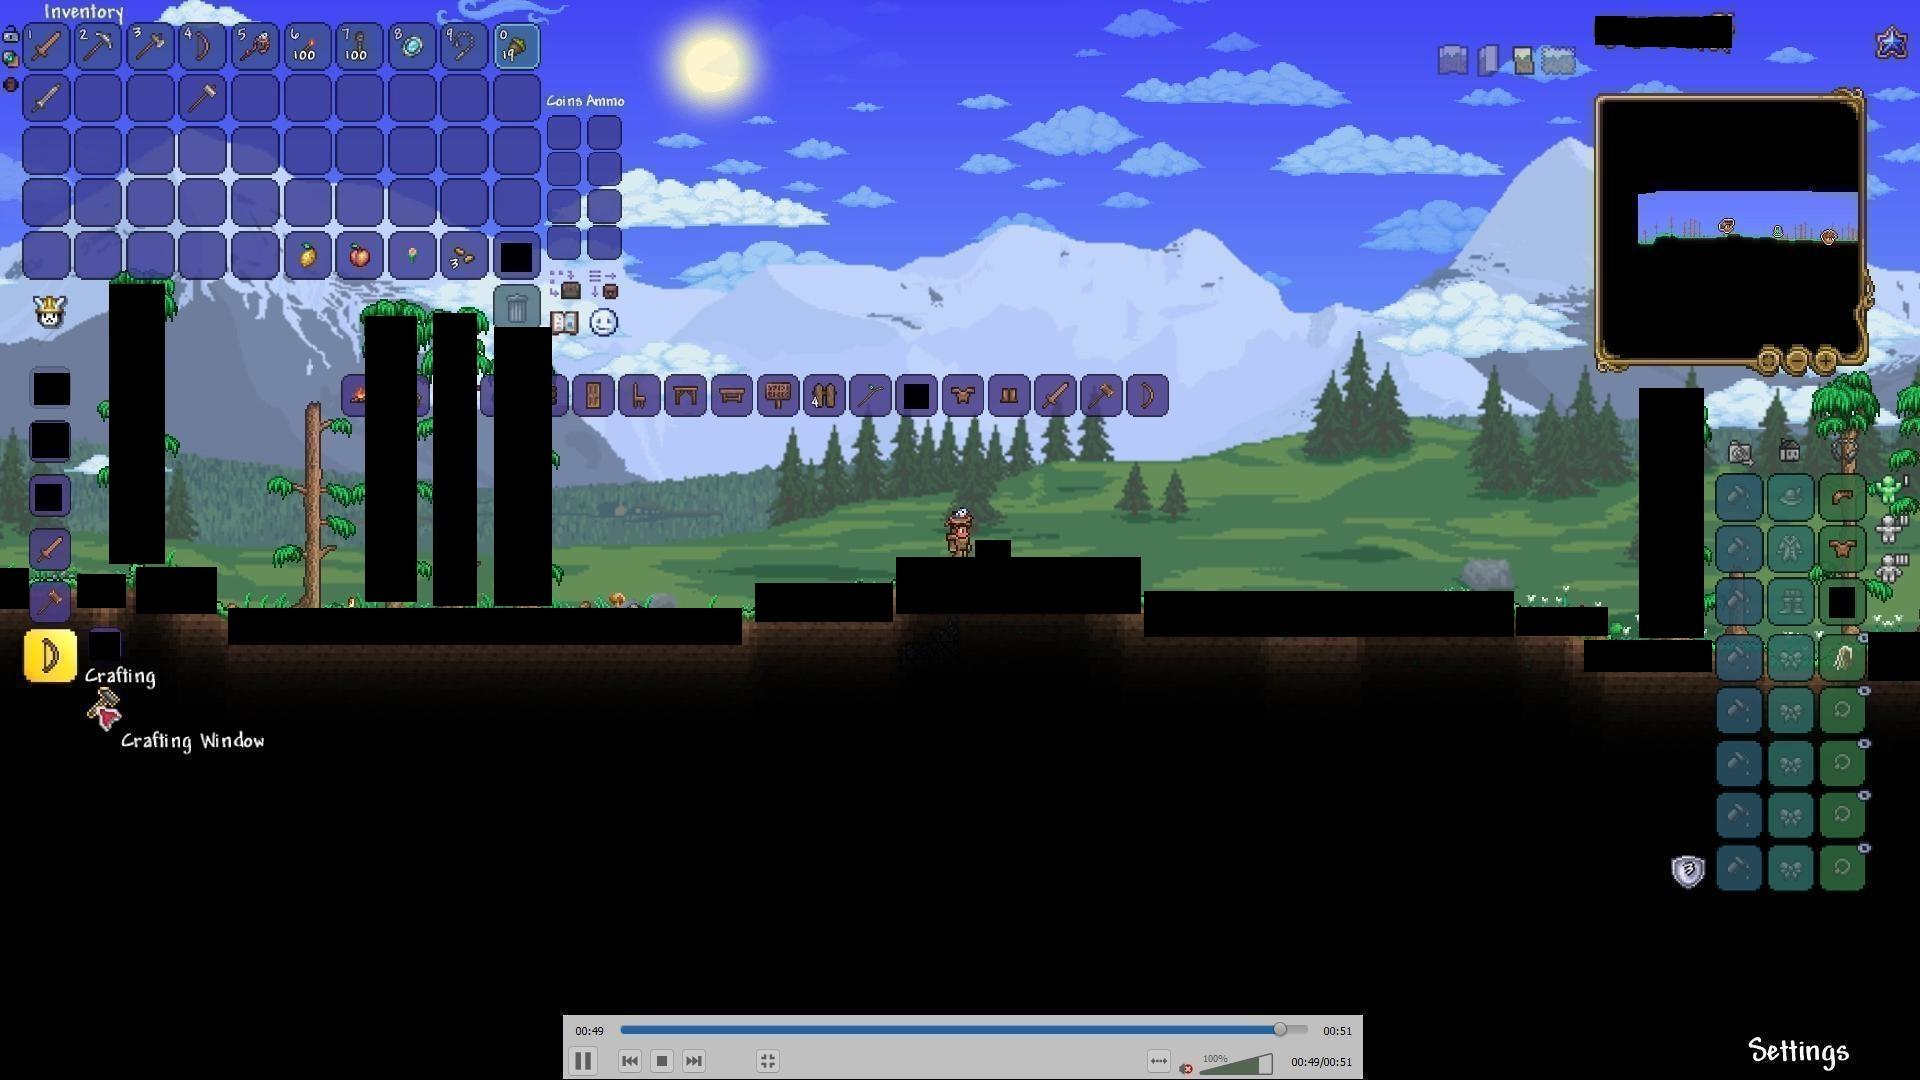 Inventory
1 2 3 4 5 6 7 8 9 0
100 100 19
Coins Ammo
3
4
Crafting
Crafting Window
3
Settings
00:49 00:51
100%
00:49/00:51